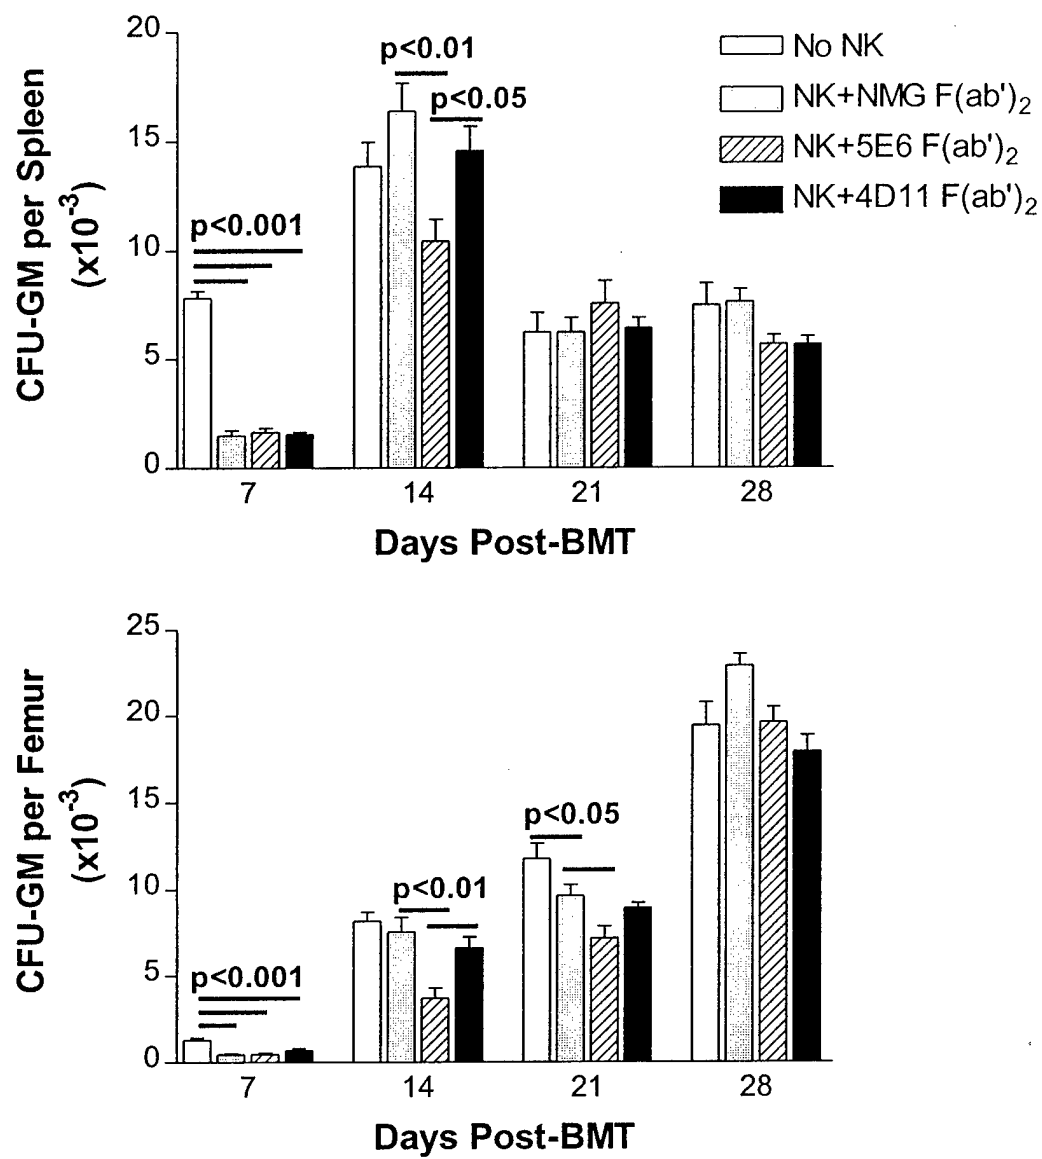 20
15
10
5
0
CFU-GM per Spleen
(x10⁻³)
p<0.001
p<0.01
p<0.05
No NK
NK+NMG F(ab')₂
NK+5E6 F(ab')₂
NK+4D11 F(ab')₂
7
14
21
28
Days Post-BMT
25
20
15
10
5
0
CFU-GM per Femur
(x10⁻³)
p<0.001
p<0.01
p<0.05
7
14
21
28
Days Post-BMT